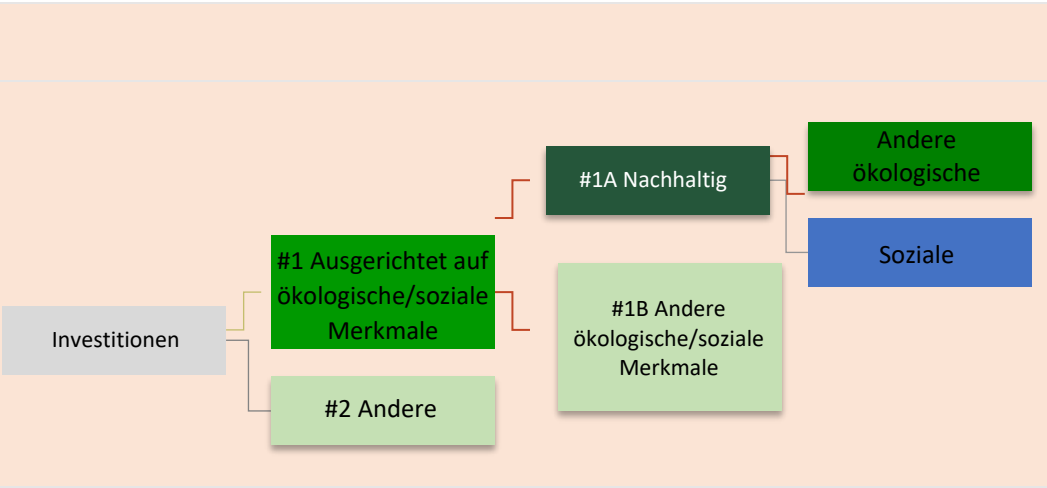 Investitionen
#1 Ausgerichtet auf
ökologische/soziale
Merkmale
#2 Andere
#1A Nachhaltig
#1B Andere
ökologische/soziale
Merkmale
Andere
ökologische
Soziale